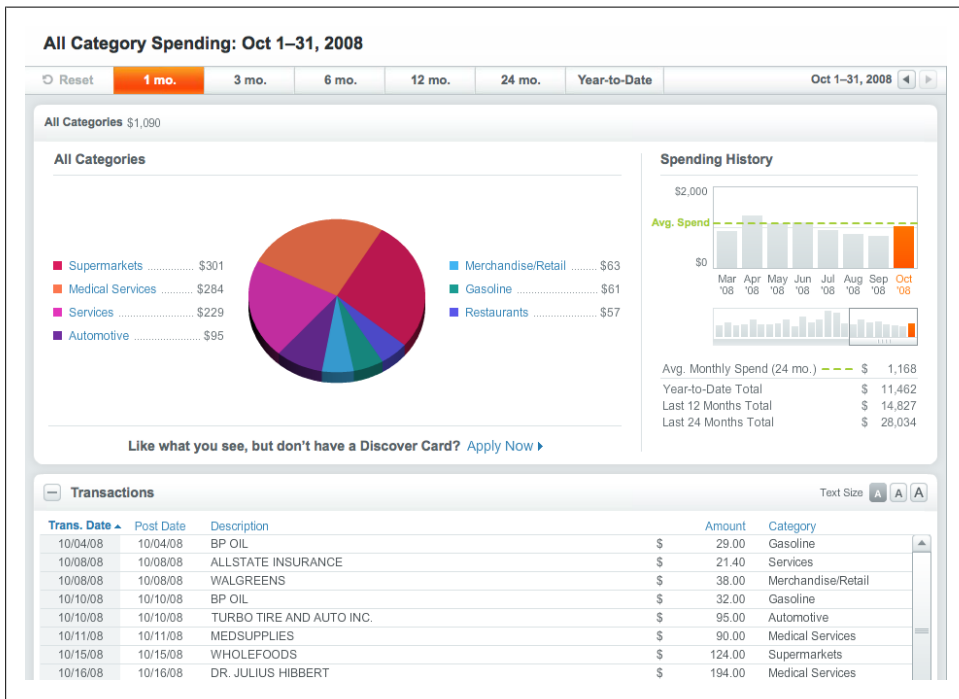 All Category Spending: Oct 1–31, 2008
Reset 1 mo. 3 mo. 6 mo. 12 mo. 24 mo. Year-to-Date Oct 1–31, 2008
All Categories $1,090
All Categories
Supermarkets .............. $301
Medical Services ......... $284
Services ..................... $229
Automotive ................. $95
Merchandise/Retail ....... $63
Gasoline ..................... $61
Restaurants ................. $57
Like what you see, but don't have a Discover Card? Apply Now
Spending History
$2,000
Avg. Spend
$0
Mar Apr May Jun Jul Aug Sep Oct
'08 '08 '08 '08 '08 '08 '08 '08
Avg. Monthly Spend (24 mo.) $ 1,168
Year-to-Date Total $ 11,462
Last 12 Months Total $ 14,827
Last 24 Months Total $ 28,034
Transactions
Text Size A A A
Trans. Date Post Date Description Amount Category
10/04/08 10/04/08 BP OIL $ 29.00 Gasoline
10/08/08 10/08/08 ALLSTATE INSURANCE $ 21.40 Services
10/08/08 10/08/08 WALGREENS $ 38.00 Merchandise/Retail
10/10/08 10/10/08 BP OIL $ 32.00 Gasoline
10/10/08 10/10/08 TURBO TIRE AND AUTO INC. $ 95.00 Automotive
10/11/08 10/11/08 MEDSUPPLIES $ 90.00 Medical Services
10/15/08 10/15/08 WHOLEFOODS $ 124.00 Supermarkets
10/16/08 10/16/08 DR. JULIUS HIBBERT $ 194.00 Medical Services